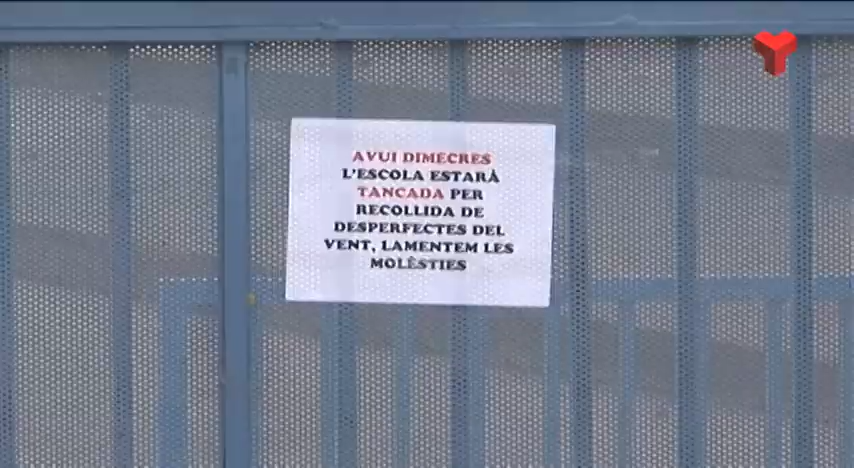 AVUI DIMECRES
L'ESCOLA ESTARÀ
TANCADA PER
RECOLLIDA DE
DESPERFECTES DEL
VENT, LAMENTEM LES
MOLÈSTIES